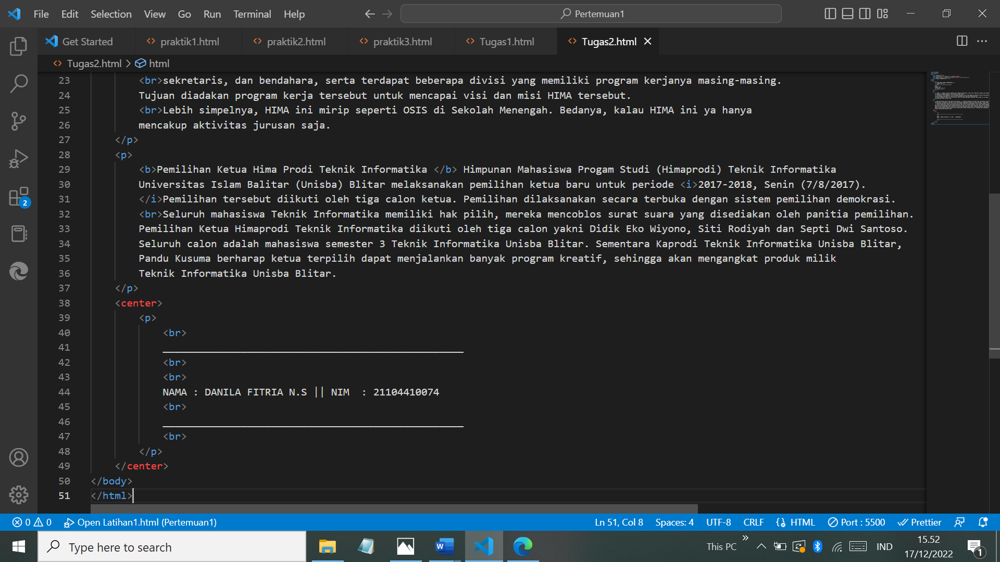 File Edit Selection View Go Run Terminal Help Pertemuan1
Get Started praktik1.html praktik2.html praktik3.html Tugas1.html Tugas2.html
Tugas2.html > html
23 <br>sekretaris, dan bendahara, serta terdapat beberapa divisi yang memiliki program kerjanya masing-masing.
24 Tujuan diadakan program kerja tersebut untuk mencapai visi dan misi HIMA tersebut.
25 <br>Lebih simpelnya, HIMA ini mirip seperti OSIS di Sekolah Menengah. Bedanya, kalau HIMA ini ya hanya
26 mencakup aktivitas jurusan saja.
27 </p>
28 <p>
29 <b>Pemilihan Ketua Hima Prodi Teknik Informatika </b> Himpunan Mahasiswa Progam Studi (Himaprodi) Teknik Informatika
30 Universitas Islam Balitar (Unisba) Blitar melaksanakan pemilihan ketua baru untuk periode <i>2017-2018, Senin (7/8/2017).
31 </i>Pemilihan tersebut diikuti oleh tiga calon ketua. Pemilihan dilaksanakan secara terbuka dengan sistem pemilihan demokrasi.
32 <br>Seluruh mahasiswa Teknik Informatika memiliki hak pilih, mereka mencoblos surat suara yang disediakan oleh panitia pemilihan.
33 Pemilihan Ketua Himaprodi Teknik Informatika diikuti oleh tiga calon yakni Didik Eko Wiyono, Siti Rodiyah dan Septi Dwi Santoso.
34 Seluruh calon adalah mahasiswa semester 3 Teknik Informatika Unisba Blitar. Sementara Kaprodi Teknik Informatika Unisba Blitar,
35 Pandu Kusuma berharap ketua terpilih dapat menjalankan banyak program kreatif, sehingga akan mengangkat produk milik
36 Teknik Informatika Unisba Blitar.
37 </p>
38 <center>
39 <p>
40 <br>
41 __________________________________________________
42 <br>
43 <br>
44 NAMA : DANILA FITRIA N.S || NIM  : 21104410074
45 <br>
46 __________________________________________________
47 <br>
48 </p>
49 </center>
50 </body>
51 </html>
2
0 0 Open Latihan1.html (Pertemuan1) Ln 51, Col 8 Spaces: 4 UTF-8 CRLF HTML Port : 5500 Prettier
Type here to search This PC IND 15.52
17/12/2022 1